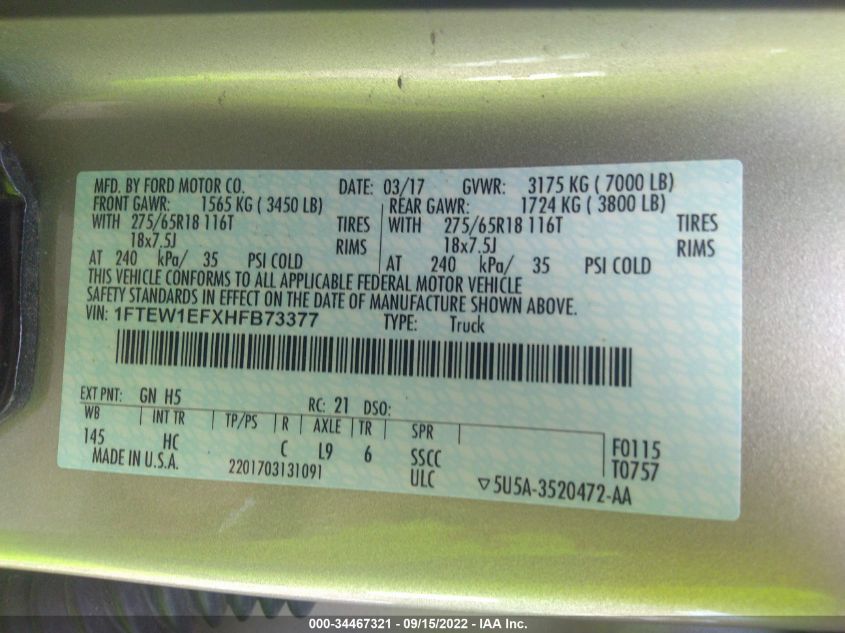 MFD. BY FORD MOTOR CO. DATE: 03/17 GVWR: 3175 KG ( 7000 LB)
FRONT GAWR: 1565 KG ( 3450 LB) REAR GAWR: 1724 KG ( 3800 LB)
WITH 275/65R18 116T TIRES WITH 275/65R18 116T TIRES
18x7.5J RIMS 18x7.5J RIMS
AT 240 kPa/ 35 PSI COLD AT 240 kPa/ 35 PSI COLD
THIS VEHICLE CONFORMS TO ALL APPLICABLE FEDERAL MOTOR VEHICLE
SAFETY STANDARDS IN EFFECT ON THE DATE OF MANUFACTURE SHOWN ABOVE.
VIN: 1FTEW1EFXHFB73377 TYPE: Truck
EXT PNT: GN H5 RC: 21 DSO:
WB INT TR TP/PS R AXLE TR SPR
145 HC C L9 6 SSCC F0115
MADE IN U.S.A. 2201703131091 ULC T0757
▽5U5A-3520472-AA
000-34467321 - 09/15/2022 - IAA Inc.